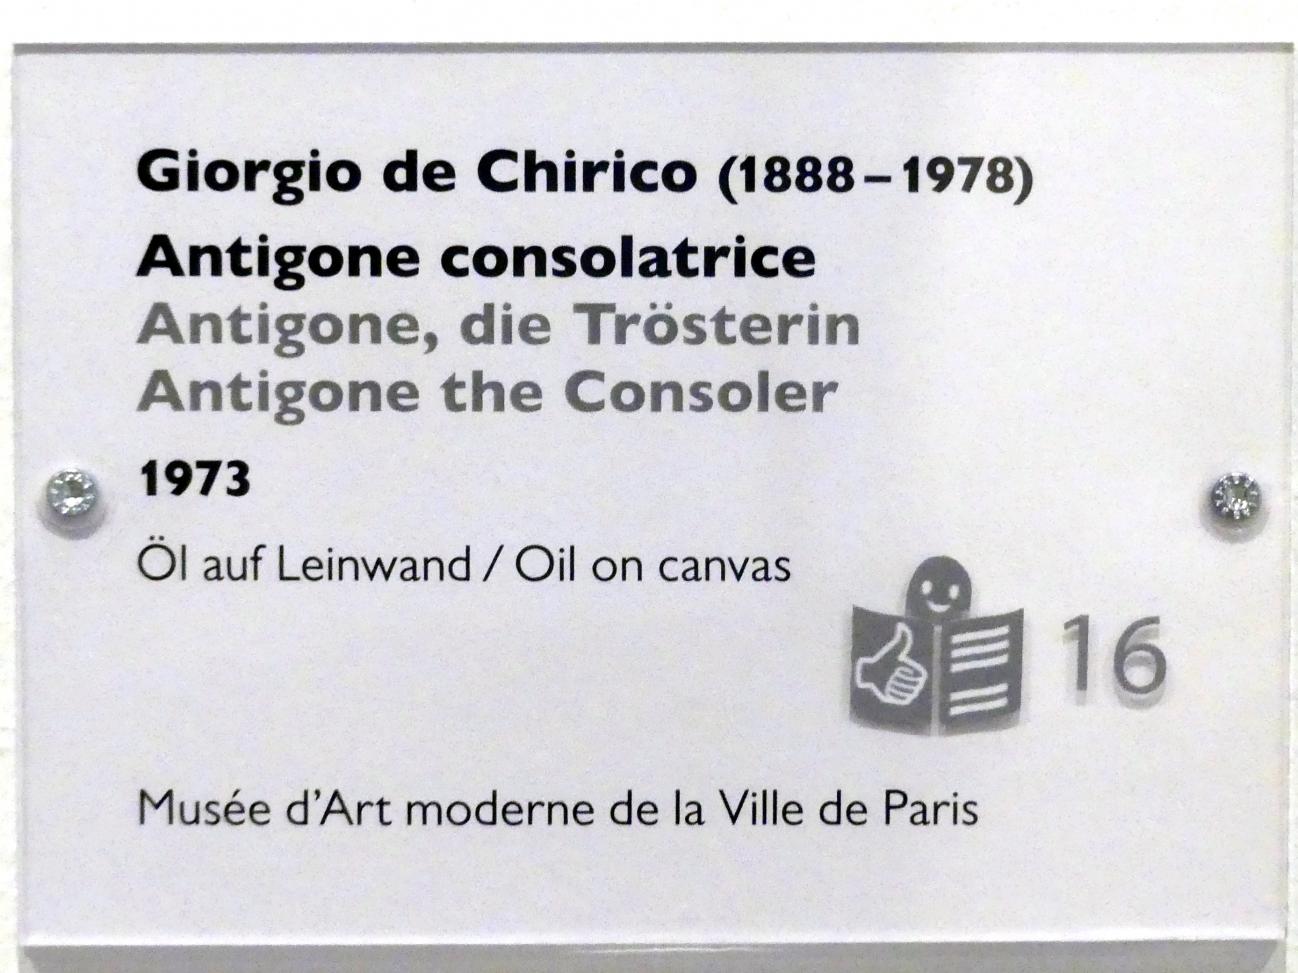 Giorgio de Chirico (1888 – 1978)
Antigone consolatrice
Antigone, die Trösterin
Antigone the Consoler
1973
Öl auf Leinwand / Oil on canvas
16
Musée d’Art moderne de la Ville de Paris